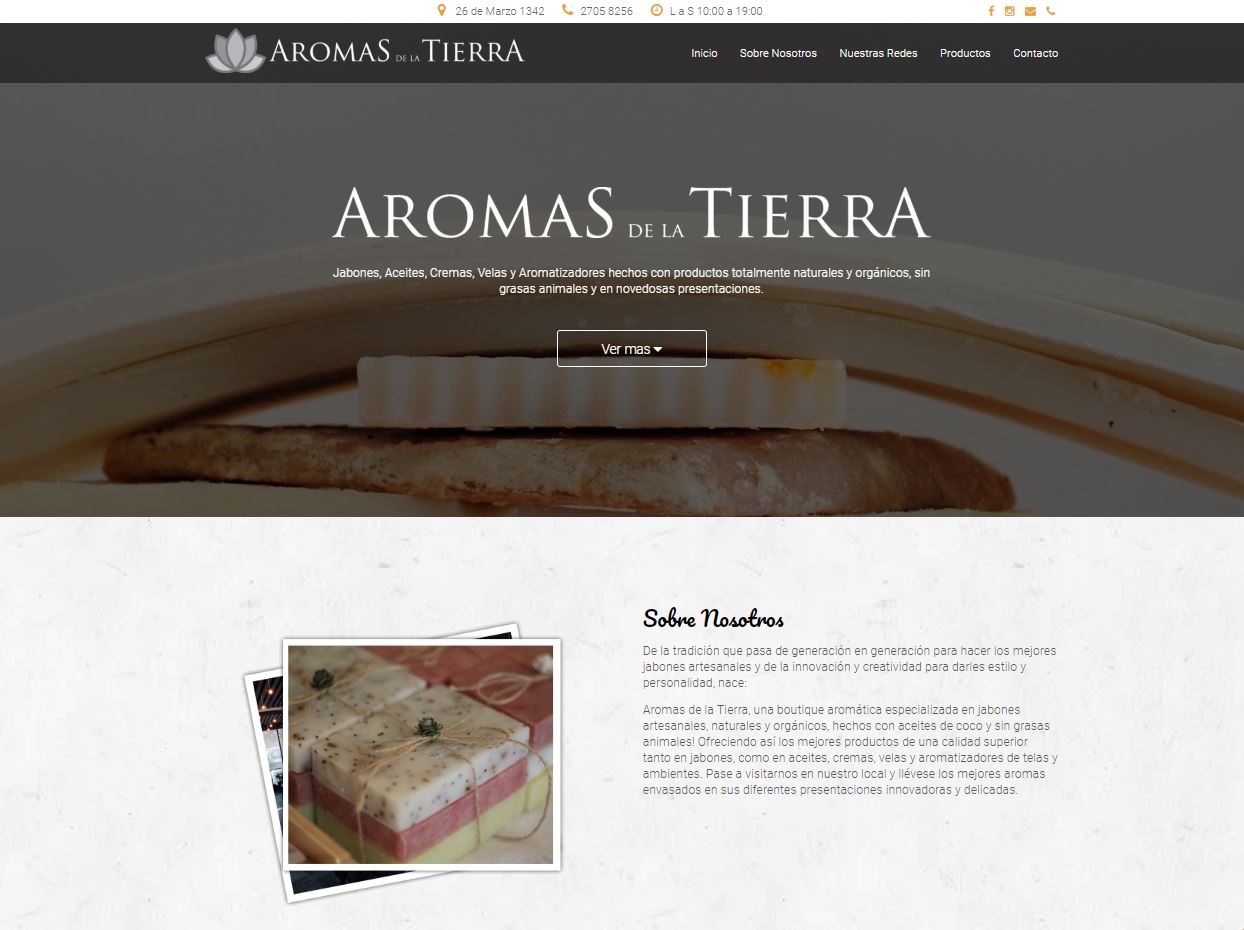 26 de Marzo 1342 2705 8256 L a S 10:00 a 19:00
AROMAS DE LA TIERRA
Inicio Sobre Nosotros Nuestras Redes Productos Contacto
AROMAS DE LA TIERRA
Jabones, Aceites, Cremas, Velas y Aromatizadores hechos con productos totalmente naturales y orgánicos, sin
grasas animales y en novedosas presentaciones.
Ver mas
Sobre Nosotros
De la tradición que pasa de generación en generación para hacer los mejores
jabones artesanales y de la innovación y creatividad para darles estilo y
personalidad, nace:
Aromas de la Tierra, una boutique aromática especializada en jabones
artesanales, naturales y orgánicos, hechos con aceites de coco y sin grasas
animales! Ofreciendo así los mejores productos de una calidad superior
tanto en jabones, como en aceites, cremas, velas y aromatizadores de telas y
ambientes. Pase a visitarnos en nuestro local y llévese los mejores aromas
envasados en sus diferentes presentaciones innovadoras y delicadas.